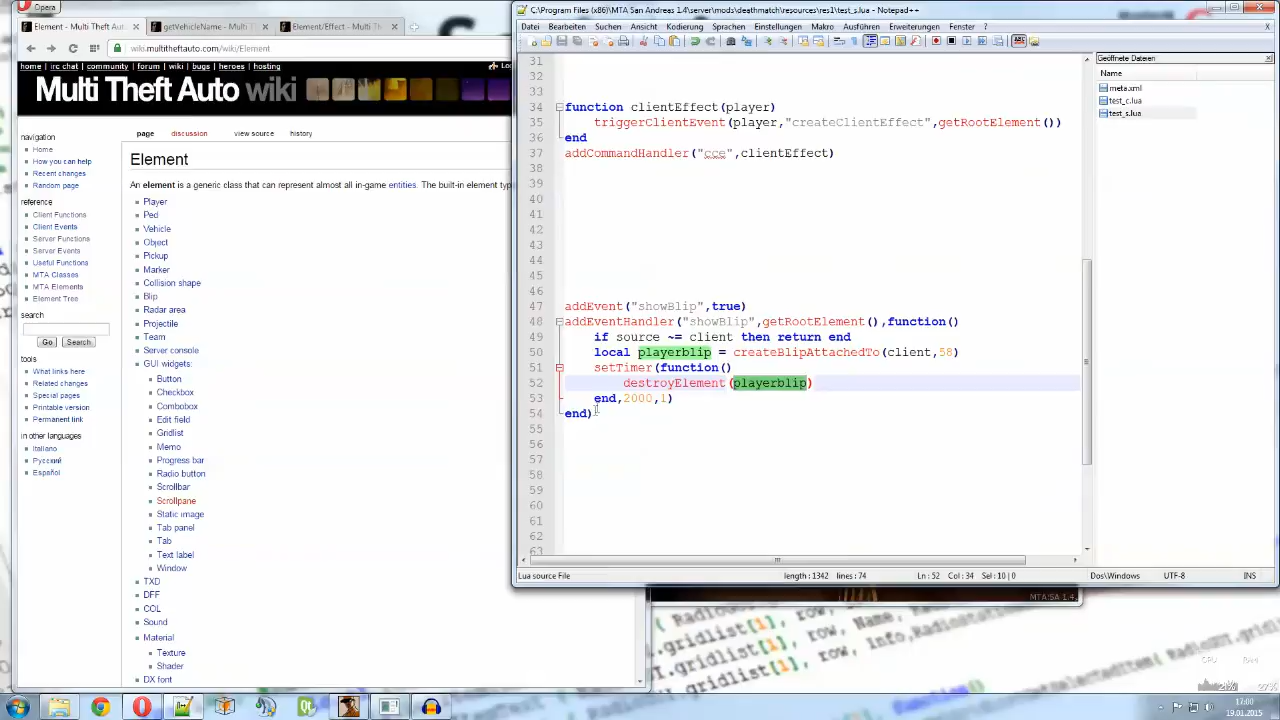 Opera
Element - Multi Theft Aut
getVehicleName - Multi T
Element/Effect - Multi Th
wiki.multitheftauto.com/wiki/Element
home irc chat community forum wiki bugs heroes hosting
Multi Theft Auto wiki
page discussion view source history
navigation
Home
How you can help
Recent changes
Random page
reference
Client Functions
Client Events
Server Functions
Server Events
Useful Functions
MTA Classes
MTA Elements
Element Tree
search
Go Search
tools
What links here
Related changes
Special pages
Printable version
Permanent link
in other languages
Italiano
Русский
Español
Element
An element is a generic class that can represent almost all in-game entities. The built-in element typ
Player
Ped
Vehicle
Object
Pickup
Marker
Collision shape
Blip
Radar area
Projectile
Team
Server console
GUI widgets:
Button
Checkbox
Combobox
Edit field
Gridlist
Memo
Progress bar
Radio button
Scrollbar
Scrollpane
Static image
Tab panel
Tab
Text label
Window
TXD
DFF
COL
Sound
Material
Texture
Shader
DX font
C:\Program Files (x86)\MTA San Andreas 1.4\server\mods\deathmatch\resources\res1\test_s.lua - Notepad++
Datei Bearbeiten Suchen Ansicht Kodierung Sprachen Einstellungen Makro Ausführen Erweiterungen Fenster ?
31
32
33
34 function clientEffect(player)
35 triggerClientEvent(player,"createClientEffect",getRootElement())
36 end
37 addCommandHandler("cce",clientEffect)
38
39
40
41
42
43
44
45
46
47 addEvent("showBlip",true)
48 addEventHandler("showBlip",getRootElement(),function()
49 if source ~= client then return end
50 local playerblip = createBlipAttachedTo(client,58)
51 setTimer(function()
52 destroyElement(playerblip)
53 end,2000,1)
54 end)
55
56
57
58
59
60
61
62
63
Geöffnete Dateien
Name
meta.xml
test_c.lua
test_s.lua
Lua source File length : 1342 lines : 74 Ln : 52 Col : 34 Sel : 10 | 0 Dos\Windows UTF-8 INS
MTA:SA 1.4
row, Name,
row, Info,
function()
CPU
RAM
27%
17:00
19.01.2015